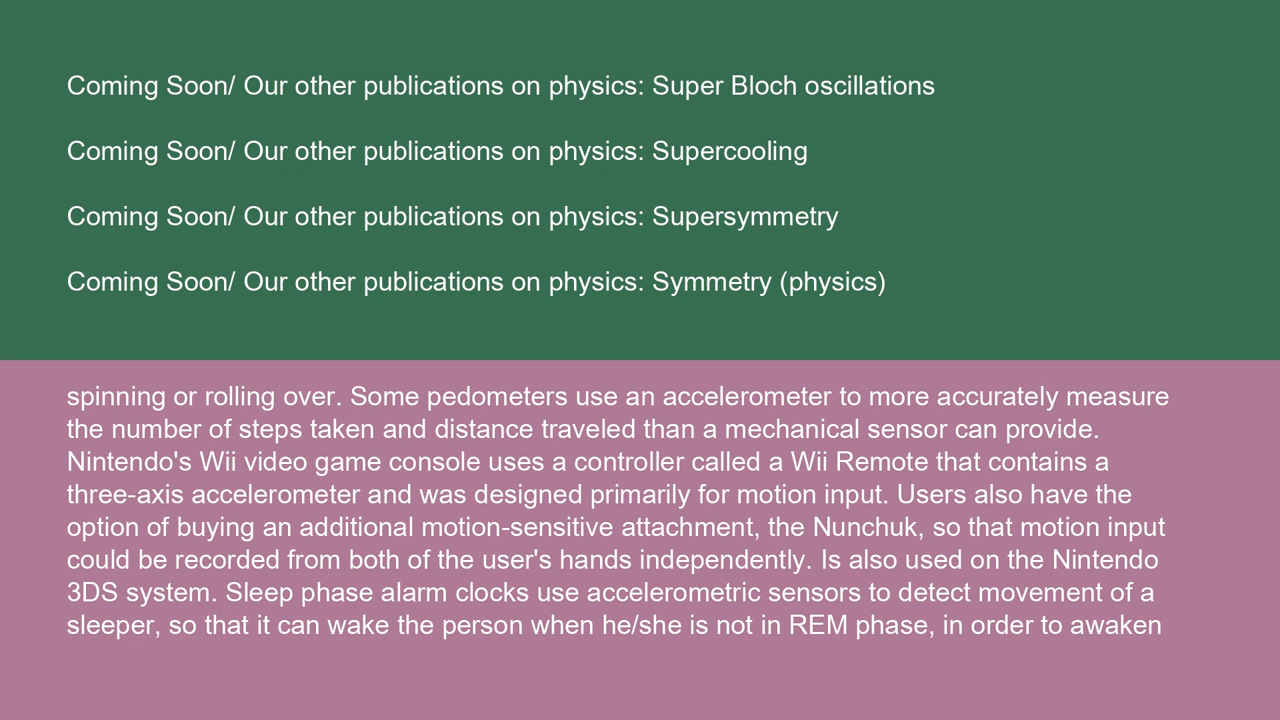 Coming Soon/ Our other publications on physics: Super Bloch oscillations
Coming Soon/ Our other publications on physics: Supercooling
Coming Soon/ Our other publications on physics: Supersymmetry
Coming Soon/ Our other publications on physics: Symmetry (physics)
spinning or rolling over. Some pedometers use an accelerometer to more accurately measure
the number of steps taken and distance traveled than a mechanical sensor can provide.
Nintendo's Wii video game console uses a controller called a Wii Remote that contains a
three-axis accelerometer and was designed primarily for motion input. Users also have the
option of buying an additional motion-sensitive attachment, the Nunchuk, so that motion input
could be recorded from both of the user's hands independently. Is also used on the Nintendo
3DS system. Sleep phase alarm clocks use accelerometric sensors to detect movement of a
sleeper, so that it can wake the person when he/she is not in REM phase, in order to awaken